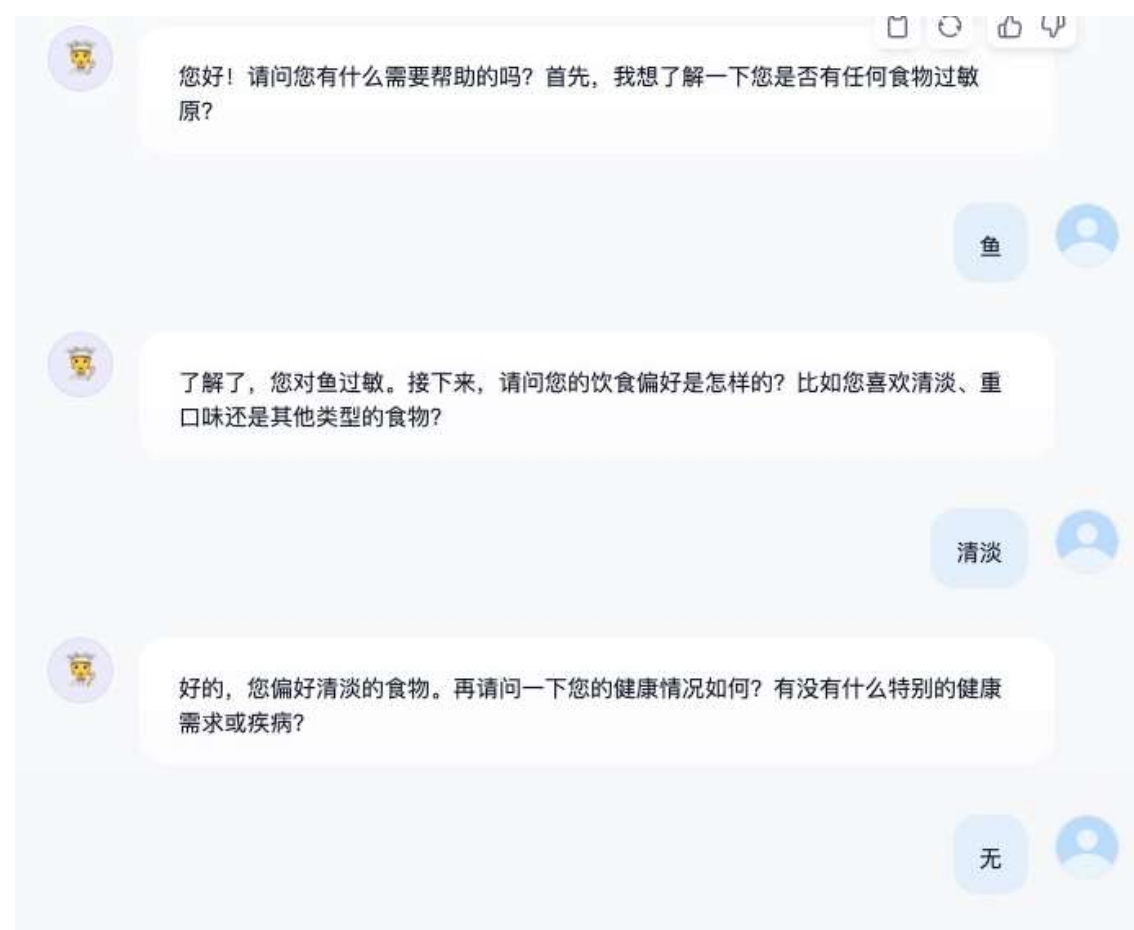 您好！请问您有什么需要帮助的吗？首先，我想了解一下您是否有任何食物过敏
原？
鱼
了解了，您对鱼过敏。接下来，请问您的饮食偏好是怎样的？比如您喜欢清淡、重
口味还是其他类型的食物？
清淡
好的，您偏好清淡的食物。再请问一下您的健康情况如何？有没有什么特别的健康
需求或疾病？
无